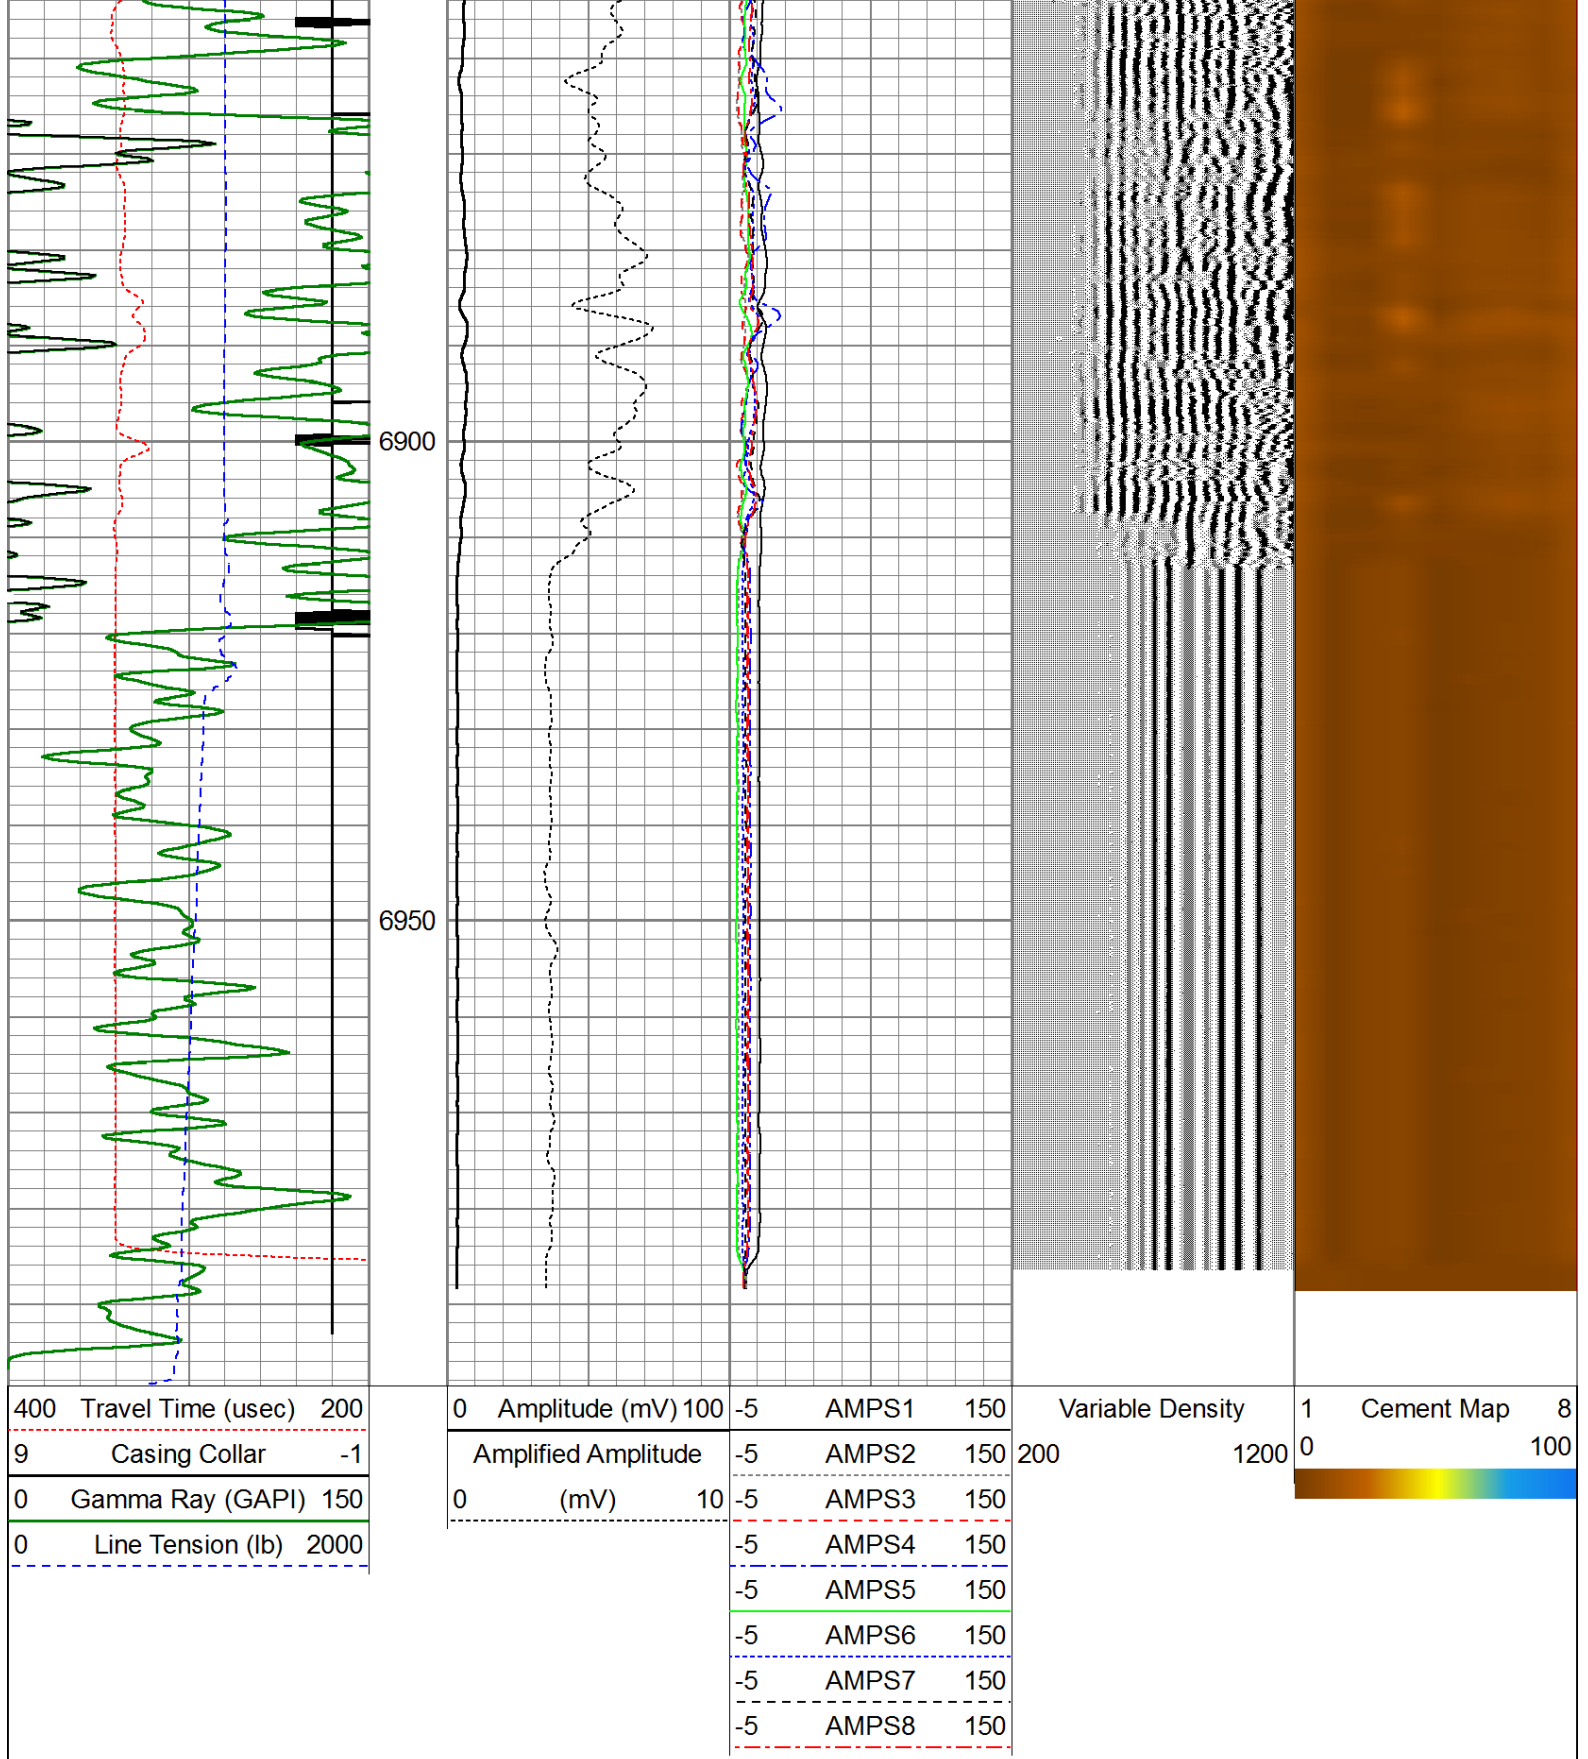 6900
6950
400 Travel Time (usec) 200
9 Casing Collar -1
0 Gamma Ray (GAPI) 150
0 Line Tension (lb) 2000
0 Amplitude (mV) 100
Amplified Amplitude
0 (mV) 10
-5 AMPS1 150
-5 AMPS2 150
-5 AMPS3 150
-5 AMPS4 150
-5 AMPS5 150
-5 AMPS6 150
-5 AMPS7 150
-5 AMPS8 150
Variable Density
200 1200
1 Cement Map 8
0 100